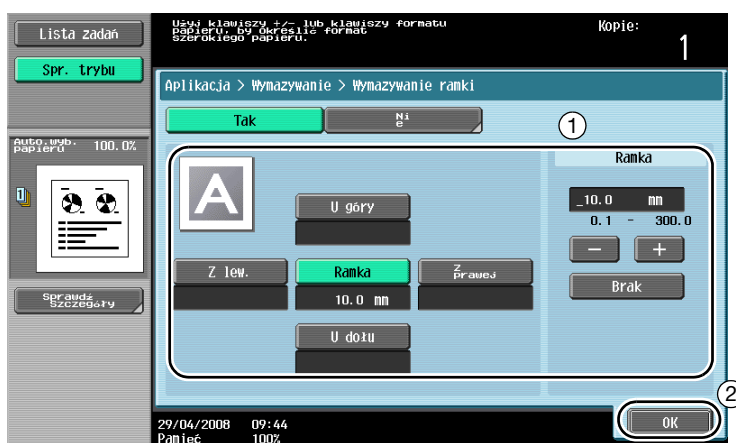 Lista zadań
Spr. trybu
Użyj klawiszy +/- lub klawiszy formatu
papieru, by określić format
szerokiego papieru.
Kopie:
1
Aplikacja > Wymazywanie > Wymazywanie ramki
Tak
Ni
e
1
Auto.wyb.
papieru
100.0%
1
A
U góry
Z lew.
Ramka
10.0 mm
Z
prawej
U dołu
Ramka
_10.0 mm
0.1 - 300.0
− +
Brak
Sprawdź
Szczegóły
2
OK
29/04/2008 09:44
Pamięć 100%